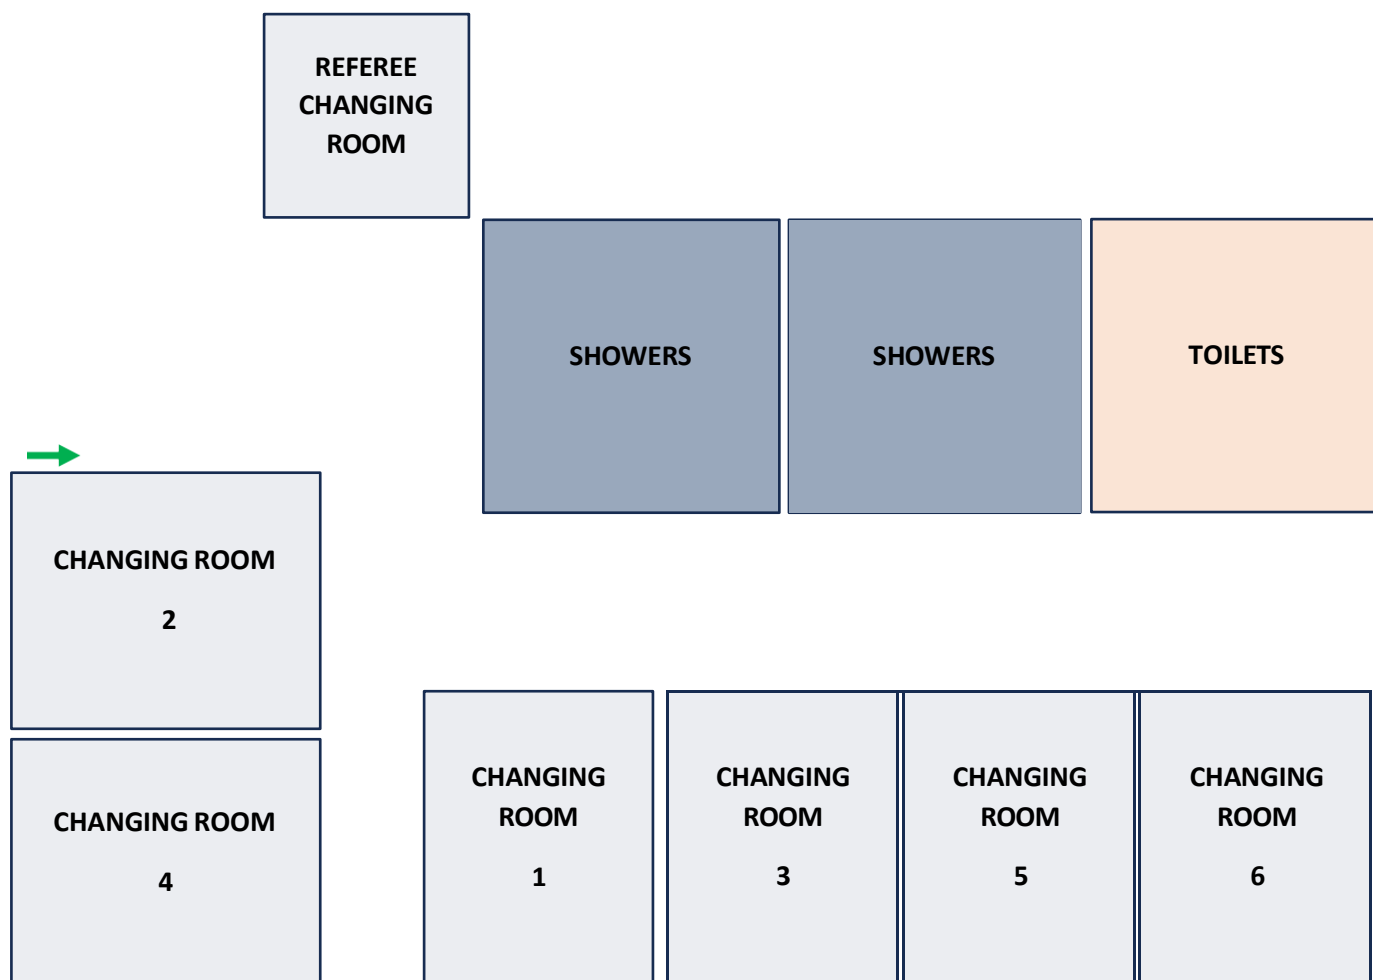 REFEREE
CHANGING
ROOM
SHOWERS
SHOWERS
TOILETS
CHANGING ROOM
2
CHANGING ROOM
4
CHANGING
ROOM
1
CHANGING
ROOM
3
CHANGING
ROOM
5
CHANGING
ROOM
6